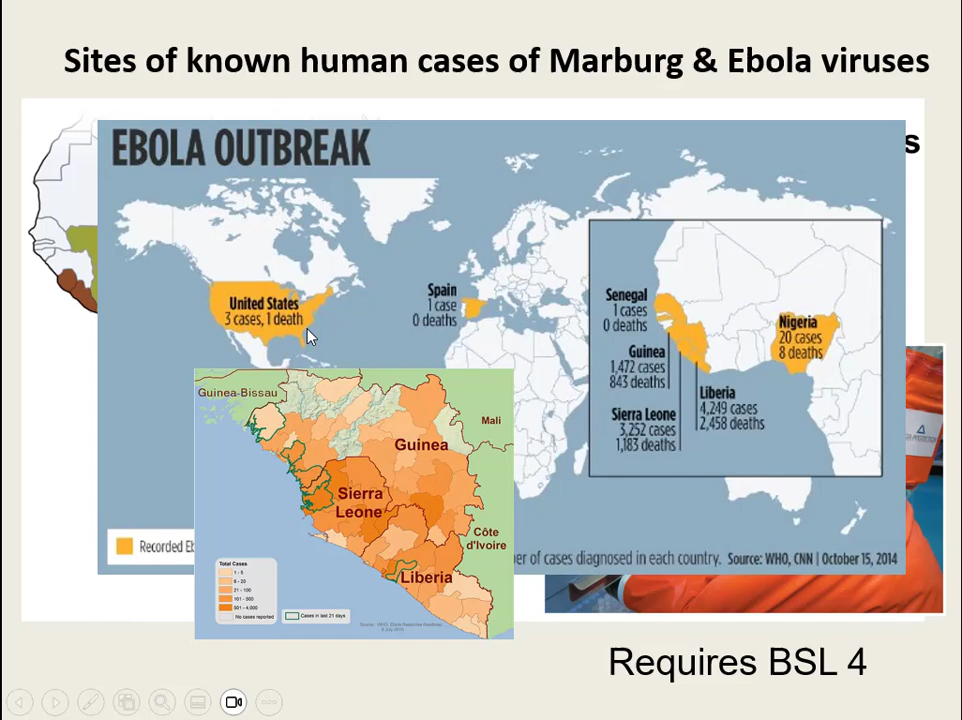 Sites of known human cases of Marburg & Ebola viruses
s
EBOLA OUTBREAK
United States
3 cases, 1 death
Spain
1 case
0 deaths
Senegal
1 cases
0 deaths
Guinea
1,472 cases
843 deaths
Sierra Leone
3,252 cases
1,183 deaths
Liberia
4,249 cases
2,458 deaths
Nigeria
20 cases
8 deaths
Recorded Eb
er of cases diagnosed in each country. Source: WHO, CNN | October 15, 2014
Guinea-Bissau
Mali
Guinea
Sierra
Leone
Côte
d'Ivoire
Liberia
Total Cases
1 - 5
6 - 20
21 - 100
101 - 500
501 - 4,000
No cases reported
Cases in last 21 days
Requires BSL 4